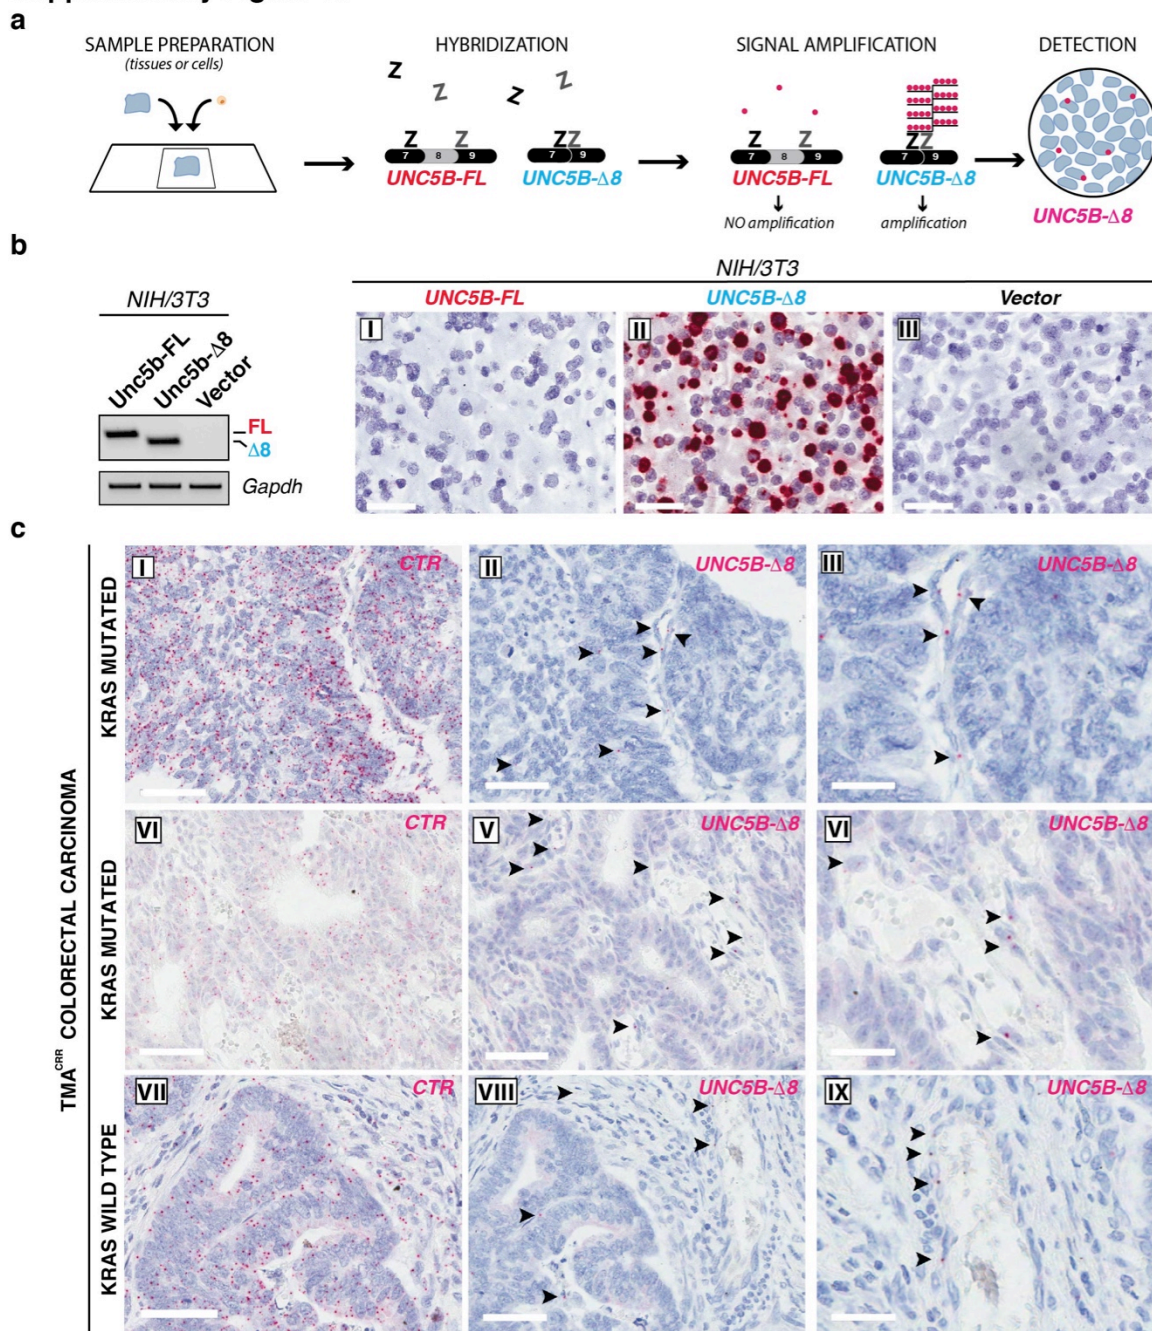 a
SAMPLE PREPARATION
(tissues or cells)
HYBRIDIZATION
SIGNAL AMPLIFICATION
DETECTION
Z Z Z Z
Z Z Z Z
Z Z Z Z
7 8 9
7 9
7 8 9
7 9
UNC5B-FL
UNC5B-Δ8
UNC5B-FL
UNC5B-Δ8
NO amplification
amplification
UNC5B-Δ8
b
NIH/3T3
Unc5b-FL
Unc5b-Δ8
Vector
FL
Δ8
Gapdh
NIH/3T3
UNC5B-FL
UNC5B-Δ8
Vector
I
II
III
c
TMA^CRR COLORECTAL CARCINOMA
KRAS MUTATED
I
CTR
II
UNC5B-Δ8
III
UNC5B-Δ8
KRAS MUTATED
VI
CTR
V
UNC5B-Δ8
VI
UNC5B-Δ8
KRAS WILD TYPE
VII
CTR
VIII
UNC5B-Δ8
IX
UNC5B-Δ8